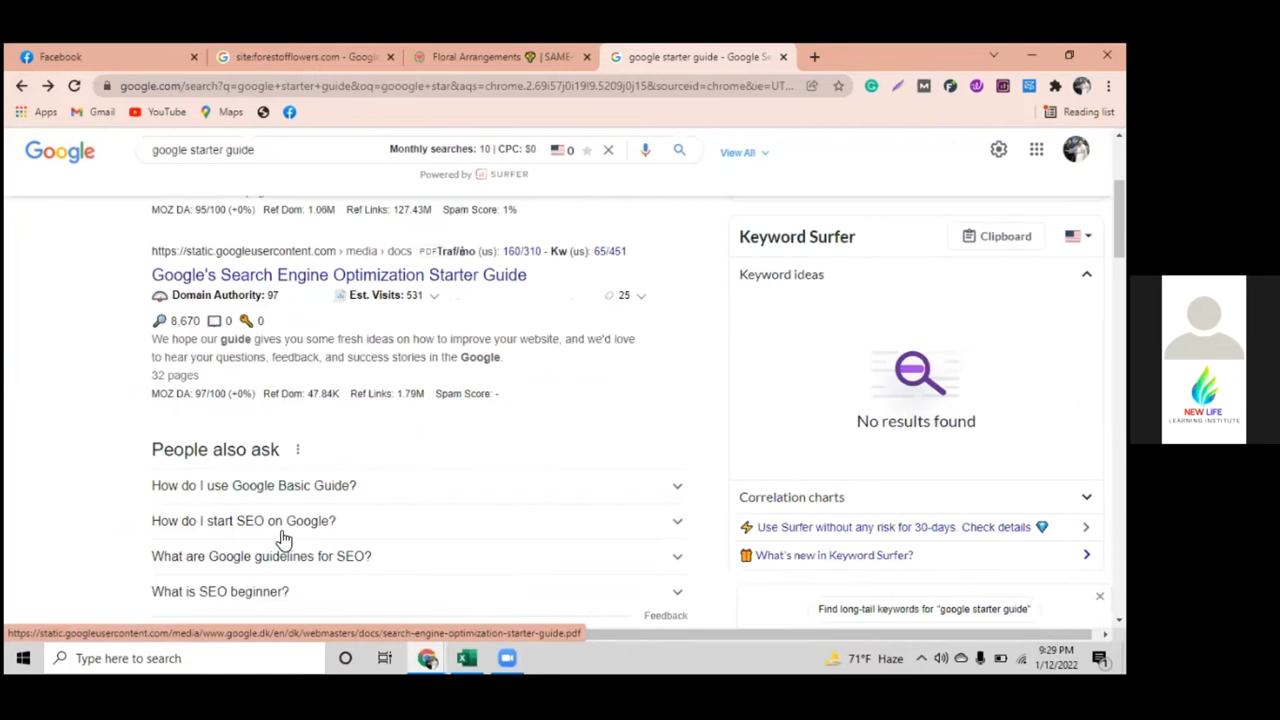 Facebook
site:forestofflowers.com - Google
Floral Arrangements | SAME-
google starter guide - Google Se
google.com/search?q=google+starter+guide&oq=gooogle+star&aqs=chrome.2.69i57j0i19l9.5209j0j15&sourceid=chrome&ie=UT...
Apps
Gmail
YouTube
Maps
Reading list
Google
google starter guide
Monthly searches: 10 | CPC: $0
0
View All
Powered by SURFER
MOZ DA: 95/100 (+0%) Ref Dom: 1.06M Ref Links: 127.43M Spam Score: 1%
https://static.googleusercontent.com › media › docs PDF Traf/mo (us): 160/310 - Kw (us): 65/451
Google's Search Engine Optimization Starter Guide
Domain Authority: 97
Est. Visits: 531
25
8,670
0
0
We hope our guide gives you some fresh ideas on how to improve your website, and we'd love
to hear your questions, feedback, and success stories in the Google.
32 pages
MOZ DA: 97/100 (+0%) Ref Dom: 47.84K Ref Links: 1.79M Spam Score: -
People also ask
How do I use Google Basic Guide?
How do I start SEO on Google?
What are Google guidelines for SEO?
What is SEO beginner?
Feedback
Keyword Surfer
Clipboard
Keyword ideas
No results found
Correlation charts
Use Surfer without any risk for 30-days. Check details
What's new in Keyword Surfer?
Find long-tail keywords for "google starter guide"
https://static.googleusercontent.com/media/www.google.dk/en/dk/webmasters/docs/search-engine-optimization-starter-guide.pdf
Type here to search
71°F Haze
9:29 PM
1/12/2022
1
NEW LIFE
LEARNING INSTITUTE